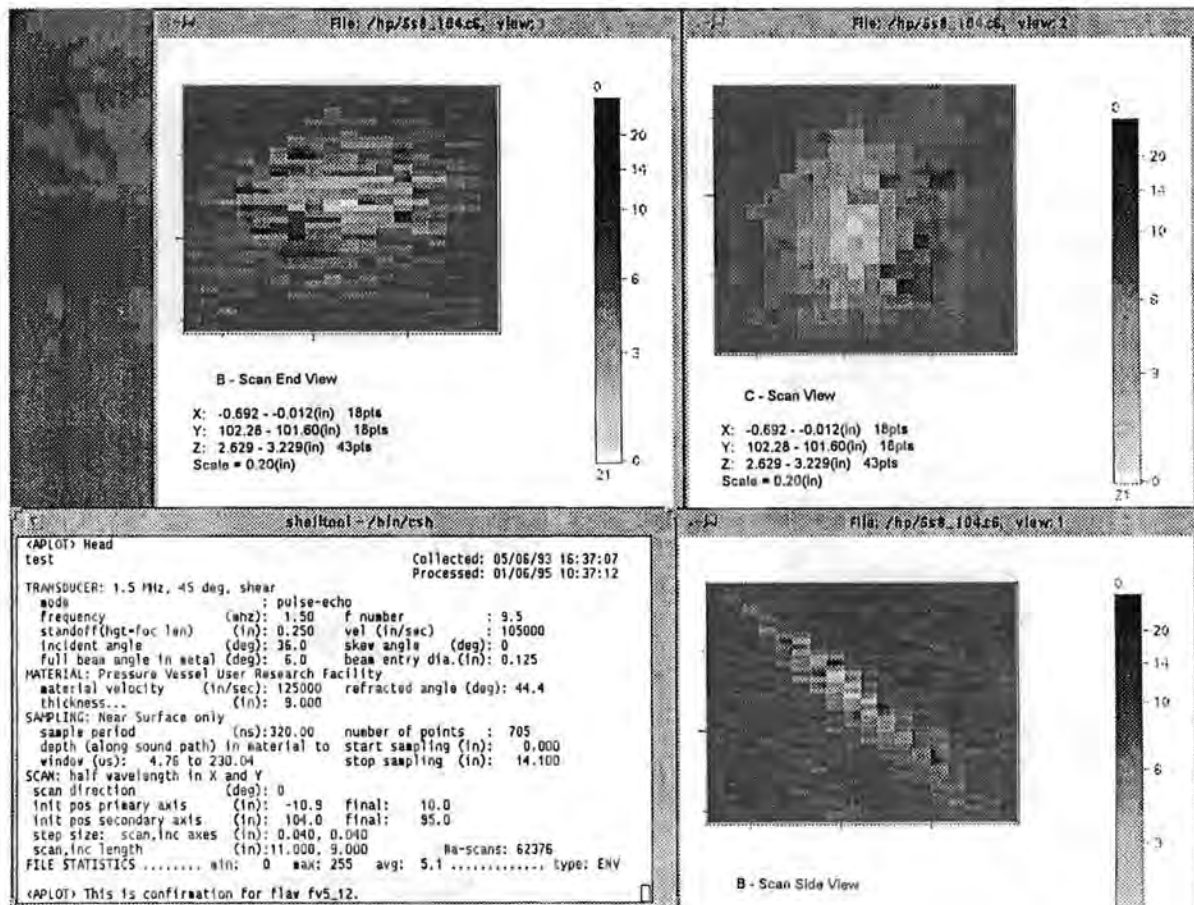 File: /hp/5s8_104.c6, view: 3
0
20
14
10
6
3
0
21
B - Scan End View
X: -0.692 - -0.012(in) 18pts
Y: 102.28 - 101.60(in) 18pts
Z: 2.629 - 3.229(in) 43pts
Scale = 0.20(in)
File: /hp/5s8_104.c6, view: 2
0
20
14
10
6
3
0
21
C - Scan View
X: -0.692 - -0.012(in) 18pts
Y: 102.28 - 101.60(in) 18pts
Z: 2.629 - 3.229(in) 43pts
Scale = 0.20(in)
shelltool - /bin/csh
<APLOT> Head
test Collected: 05/06/93 16:37:07
Processed: 01/06/95 10:37:12
TRANSDUCER: 1.5 MHz, 45 deg, shear
mode : pulse-echo
frequency (mhz): 1.50 f number : 9.5
standoff(hgt+foc len) (in): 0.250 vel (in/sec) : 105000
incident angle (deg): 36.0 skew angle (deg): 0
full beam angle in metal (deg): 6.0 beam entry dia.(in): 0.125
MATERIAL: Pressure Vessel User Research Facility
material velocity (in/sec): 125000 refracted angle (deg): 44.4
thickness... (in): 9.000
SAMPLING: Near Surface only
sample period (ns): 320.00 number of points : 705
depth (along sound path) in material to start sampling (in): 0.000
window (us): 4.76 to 230.04 stop sampling (in): 14.100
SCAN: half wavelength in X and Y
scan direction (deg): 0
init pos primary axis (in): -10.9 final: 10.0
init pos secondary axis (in): 104.0 final: 95.0
step size: scan,inc axes (in): 0.040, 0.040
scan,inc length (in):11.000, 9.000 #a-scans: 62376
FILE STATISTICS ........ min: 0 max: 255 avg: 5.1 ............. type: ENV
<APLOT> This is confirmation for flaw fv5_12.
File: /hp/5s8_104.c6, view: 1
0
20
14
10
6
3
B - Scan Side View